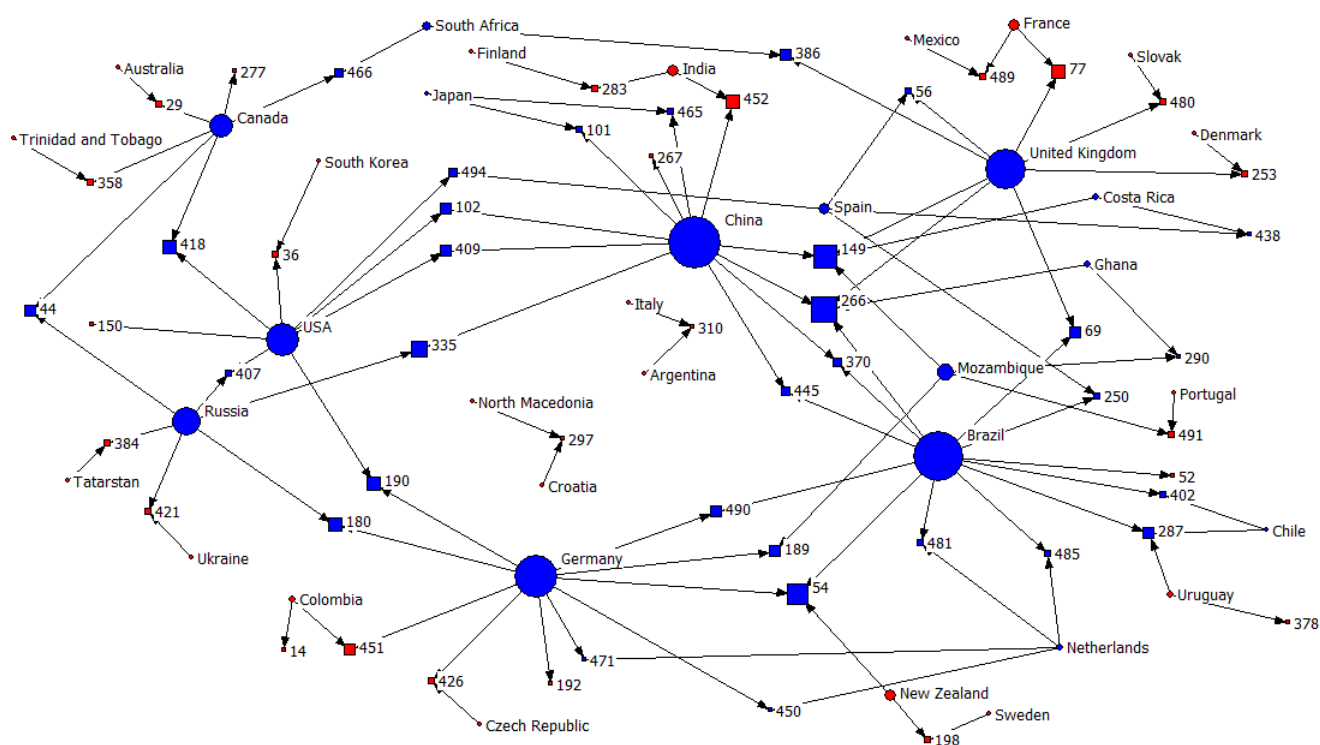 South Africa
France
Mexico
Finland
386
Slovak
Australia
277
466
India
489
77
283
Japan
56
480
29
452
465
Canada
101
Denmark
Trinidad and Tobago
United Kingdom
South Korea
267
494
253
358
Costa Rica
102
Spain
China
438
418
36
409
149
Ghana
266
Italy
44
150
USA
310
69
335
290
370
407
Mozambique
Argentina
445
Portugal
250
North Macedonia
Russia
Brazil
491
297
384
52
Tatarstan
190
Croatia
402
421
490
180
287
Chile
481
189
485
Ukraine
Germany
54
Colombia
Uruguay
378
14
451
471
Netherlands
426
192
New Zealand
450
Sweden
Czech Republic
198